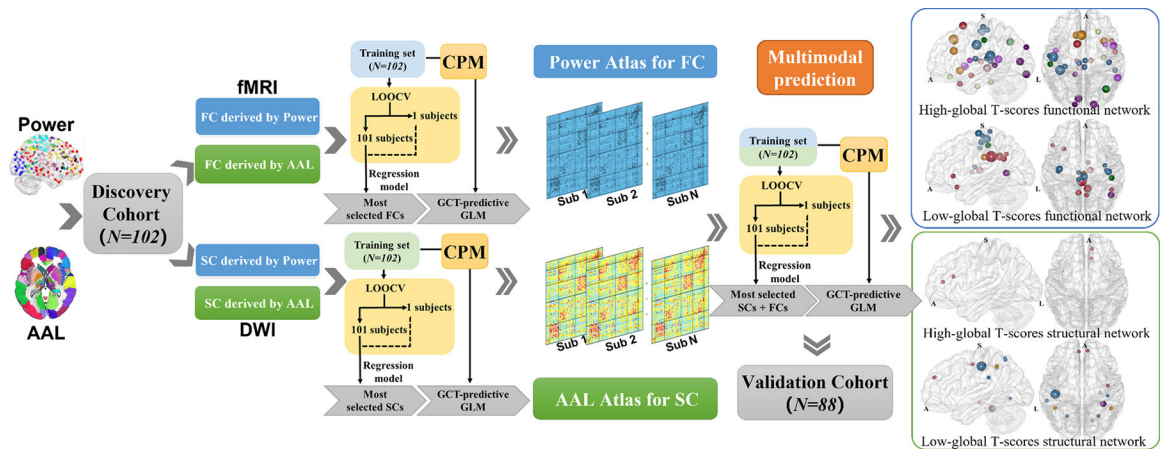 Power
AAL
Discovery
Cohort
(N=102)
fMRI
FC derived by Power
FC derived by AAL
SC derived by Power
SC derived by AAL
DWI
Training set
(N=102)
CPM
LOOCV
1 subjects
101 subjects
Regression
model
Most
selected FCs
GCT-predictive
GLM
Training set
(N=102)
CPM
LOOCV
1 subjects
101 subjects
Regression
model
Most
selected SCs
GCT-predictive
GLM
Power Atlas for FC
Sub 1
Sub 2
Sub N
Sub 1
Sub 2
Sub N
AAL Atlas for SC
Multimodal
prediction
Training set
(N=102)
CPM
LOOCV
1 subjects
101 subjects
Regression
model
Most selected
SCs + FCs
GCT-predictive
GLM
Validation Cohort
(N=88)
S
A
A
L
High-global T-scores functional network
S
A
A
L
Low-global T-scores functional network
S
A
A
L
High-global T-scores structural network
S
A
A
L
Low-global T-scores structural network